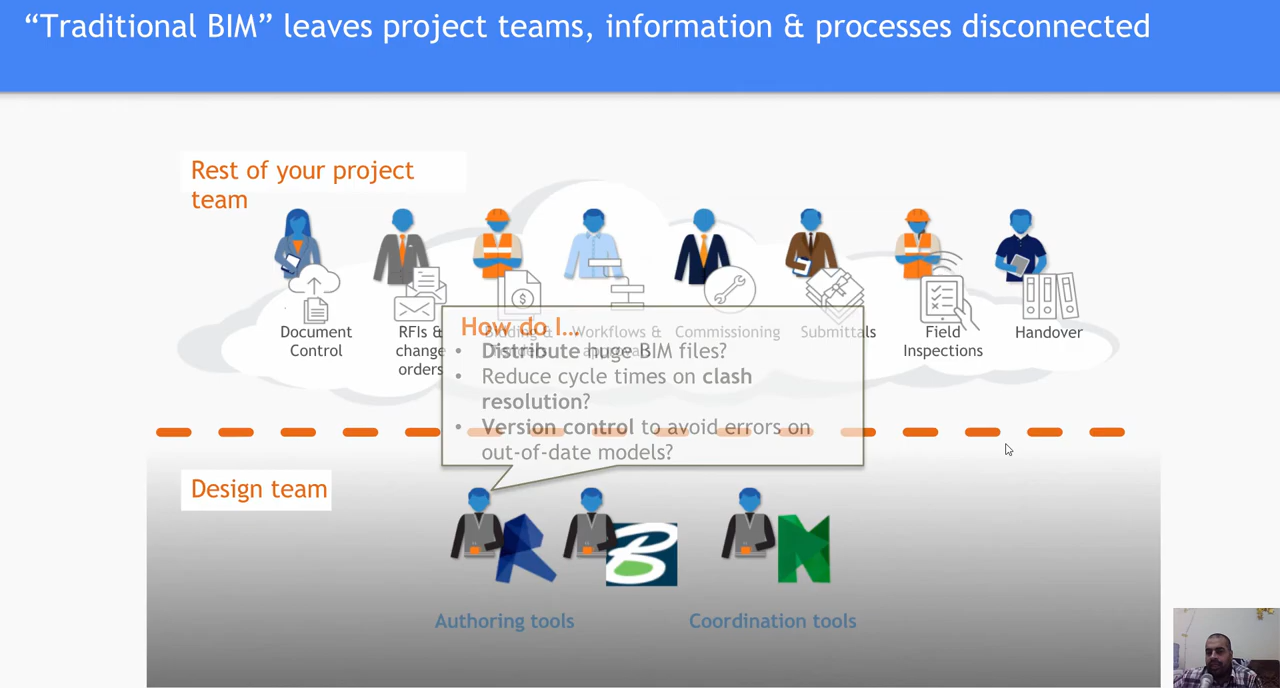 “Traditional BIM” leaves project teams, information & processes disconnected
Rest of your project
team
Document
Control
RFIs &
change
orders
Bidding &
Workflows &
Commissioning
Submittals
Field
Inspections
Handover
How do I…
• Distribute huge BIM files?
• Reduce cycle times on clash
resolution?
• Version control to avoid errors on
out-of-date models?
Design team
Authoring tools
Coordination tools